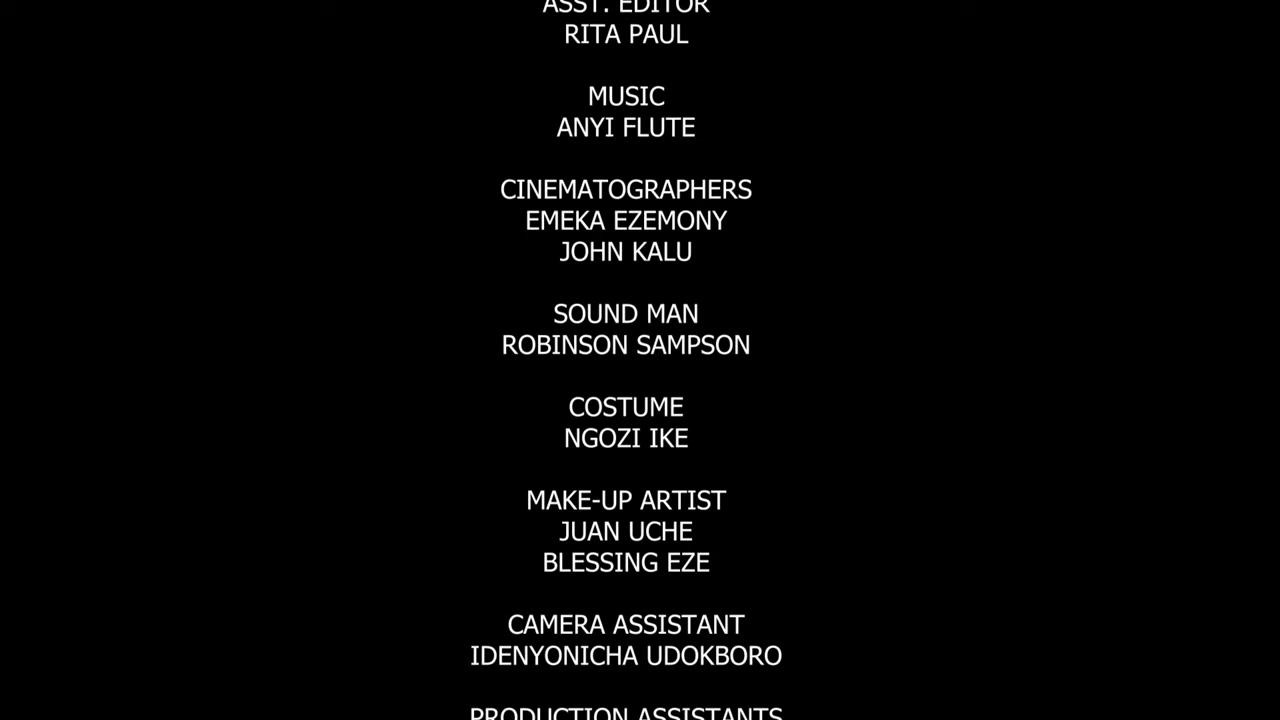 ASST. EDITOR
RITA PAUL
MUSIC
ANYI FLUTE
CINEMATOGRAPHERS
EMEKA EZEMONY
JOHN KALU
SOUND MAN
ROBINSON SAMPSON
COSTUME
NGOZI IKE
MAKE-UP ARTIST
JUAN UCHE
BLESSING EZE
CAMERA ASSISTANT
IDENYONICHA UDOKBORO
PRODUCTION ASSISTANTS